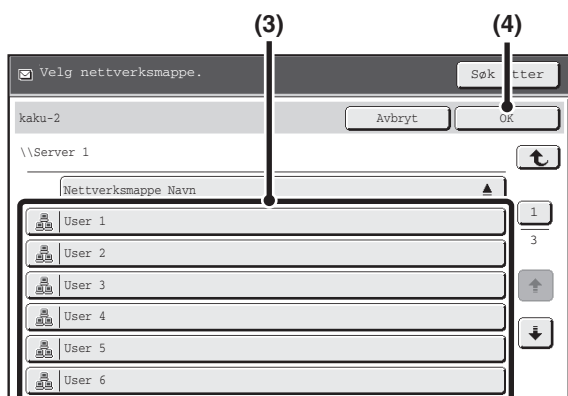 (3) (4)
Velg nettverksmappe. Søk etter
kaku-2 Avbryt OK
\\Server 1
Nettverksmappe Navn
User 1
1
User 2
3
User 3
User 4
User 5
User 6